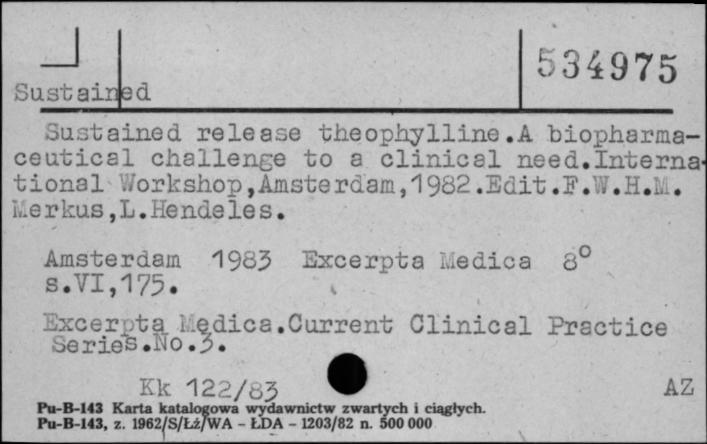 534975
Sustained
Sustained release theophylline.A biopharma-
ceutical challenge to a clinical need.Interna-
tional Workshop,Amsterdam,1982.Edit.F.W.H.M.
Merkus,L.Hendeles.
Amsterdam 1983 Excerpta Medica 8°
s.VI,175.
Excerpta Medica.Current Clinical Practice
Series.No.3.
Kk 122/83 AZ
Pu-B-143 Karta katalogowa wydawnictw zwartych i ciągłych.
Pu-B-143, z. 1962/S/Łż/WA – ŁDA – 1203/82 n. 500 000